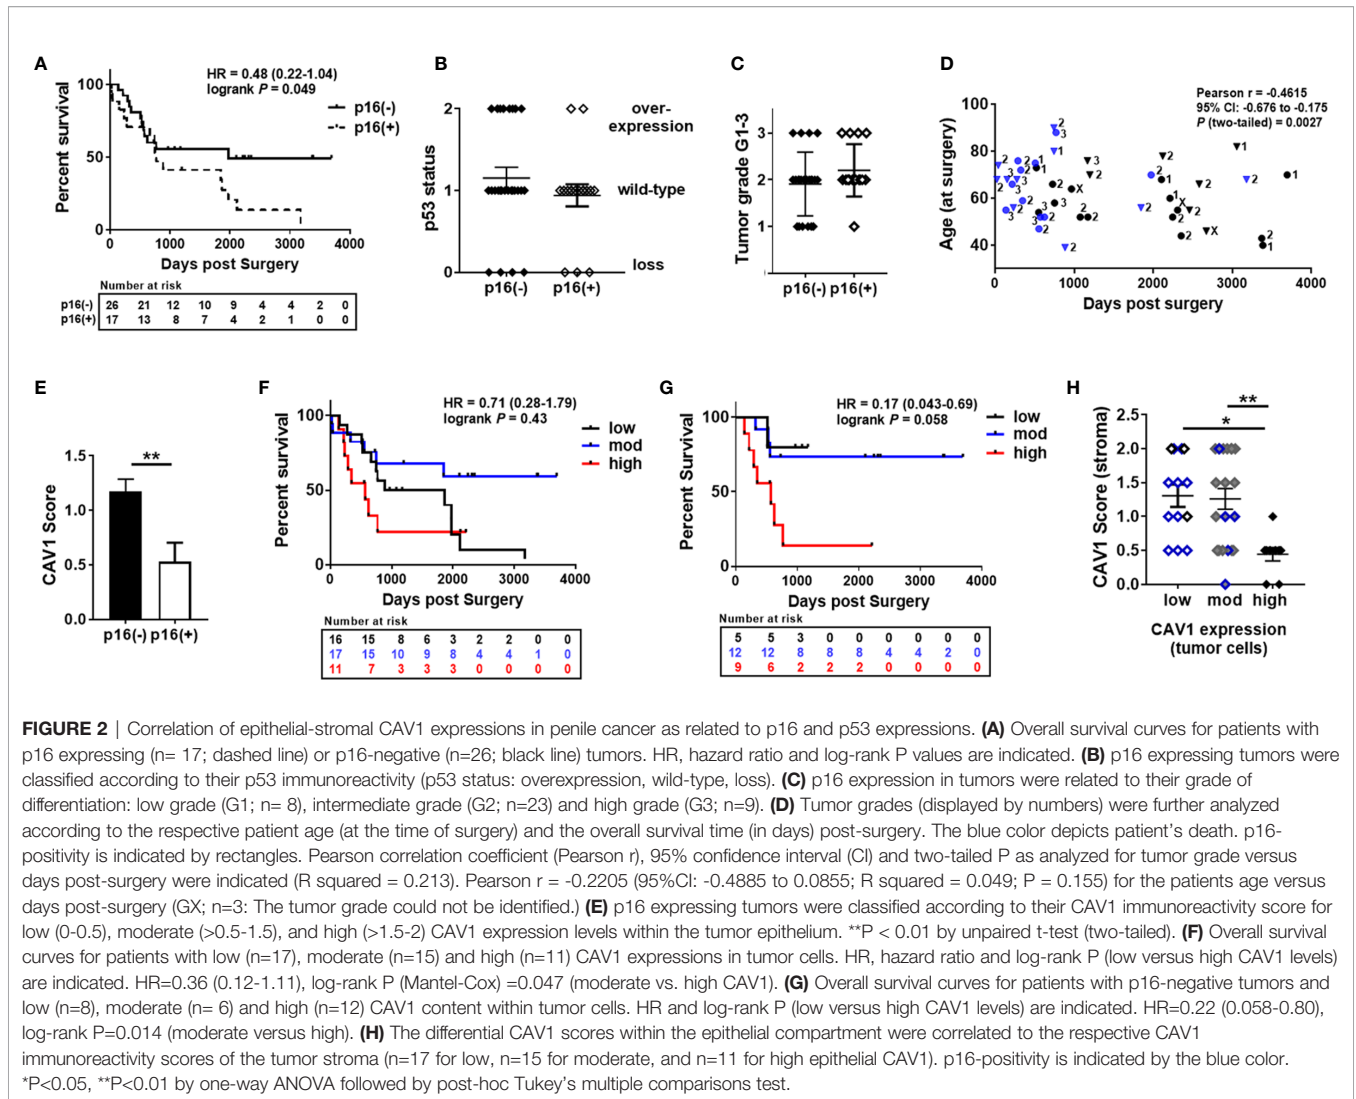 A
HR = 0.48 (0.22-1.04)
logrank P = 0.049
p16(-)
p16(+)
Percent survival
100
50
0
0 1000 2000 3000 4000
Days post Surgery
Number at risk
p16(-) 26 21 12 10 9 4 4 2 0
p16(+) 17 13 8 7 4 2 1 0 0
B
p53 status
2
1
0
over-
expression
wild-type
loss
p16(-) p16(+)
C
Tumor grade G1-3
3
2
1
p16(-) p16(+)
D
Pearson r = -0.4615
95% CI: -0.676 to -0.175
P (two-tailed) = 0.0027
Age (at surgery)
100
80
60
40
0 1000 2000 3000 4000
Days post surgery
E
**
CAV1 Score
1.5
1.0
0.5
0.0
p16(-) p16(+)
F
HR = 0.71 (0.28-1.79)
logrank P = 0.43
low
mod
high
Percent Survival
100
50
0
0 1000 2000 3000 4000
Days post Surgery
Number at risk
16 15 8 6 3 2 2 0 0
17 15 10 9 8 4 4 1 0
11 7 3 3 3 0 0 0 0
G
HR = 0.17 (0.043-0.69)
logrank P = 0.058
low
mod
high
Percent Survival
100
50
0
0 1000 2000 3000 4000
Days post Surgery
Number at risk
5 5 3 0 0 0 0 0 0
12 12 8 8 8 4 4 2 0
9 6 2 2 2 0 0 0 0
H
**
*
CAV1 Score (stroma)
2.5
2.0
1.5
1.0
0.5
0.0
low mod high
CAV1 expression
(tumor cells)
FIGURE 2 | Correlation of epithelial-stromal CAV1 expressions in penile cancer as related to p16 and p53 expressions. (A) Overall survival curves for patients with
p16 expressing (n= 17; dashed line) or p16-negative (n=26; black line) tumors. HR, hazard ratio and log-rank P values are indicated. (B) p16 expressing tumors were
classified according to their p53 immunoreactivity (p53 status: overexpression, wild-type, loss). (C) p16 expression in tumors were related to their grade of
differentiation: low grade (G1; n= 8), intermediate grade (G2; n=23) and high grade (G3; n=9). (D) Tumor grades (displayed by numbers) were further analyzed
according to the respective patient age (at the time of surgery) and the overall survival time (in days) post-surgery. The blue color depicts patient's death. p16-
positivity is indicated by rectangles. Pearson correlation coefficient (Pearson r), 95% confidence interval (CI) and two-tailed P as analyzed for tumor grade versus
days post-surgery were indicated (R squared = 0.213). Pearson r = -0.2205 (95%CI: -0.4885 to 0.0855; R squared = 0.049; P = 0.155) for the patients age versus
days post-surgery (GX; n=3: The tumor grade could not be identified.) (E) p16 expressing tumors were classified according to their CAV1 immunoreactivity score for
low (0-0.5), moderate (>0.5-1.5), and high (>1.5-2) CAV1 expression levels within the tumor epithelium. **P < 0.01 by unpaired t-test (two-tailed). (F) Overall survival
curves for patients with low (n=17), moderate (n=15) and high (n=11) CAV1 expressions in tumor cells. HR, hazard ratio and log-rank P (low versus high CAV1 levels)
are indicated. HR=0.36 (0.12-1.11), log-rank P (Mantel-Cox) =0.047 (moderate vs. high CAV1). (G) Overall survival curves for patients with p16-negative tumors and
low (n=8), moderate (n= 6) and high (n=12) CAV1 content within tumor cells. HR and log-rank P (low versus high CAV1 levels) are indicated. HR=0.22 (0.058-0.80),
log-rank P=0.014 (moderate versus high). (H) The differential CAV1 scores within the epithelial compartment were correlated to the respective CAV1
immunoreactivity scores of the tumor stroma (n=17 for low, n=15 for moderate, and n=11 for high epithelial CAV1). p16-positivity is indicated by the blue color.
*P<0.05, **P<0.01 by one-way ANOVA followed by post-hoc Tukey's multiple comparisons test.